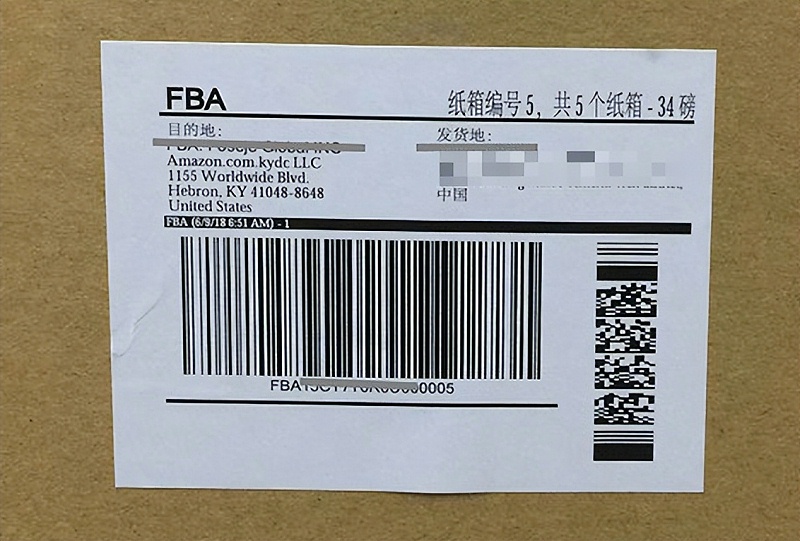 FBA
纸箱编号 5，共 5 个纸箱 - 34 磅
目的地：
发货地：
Amazon.com.kydc LLC
1155 Worldwide Blvd.
Hebron, KY 41048-8648
United States
中国
FBA (6/9/18 6:51 AM) - 1